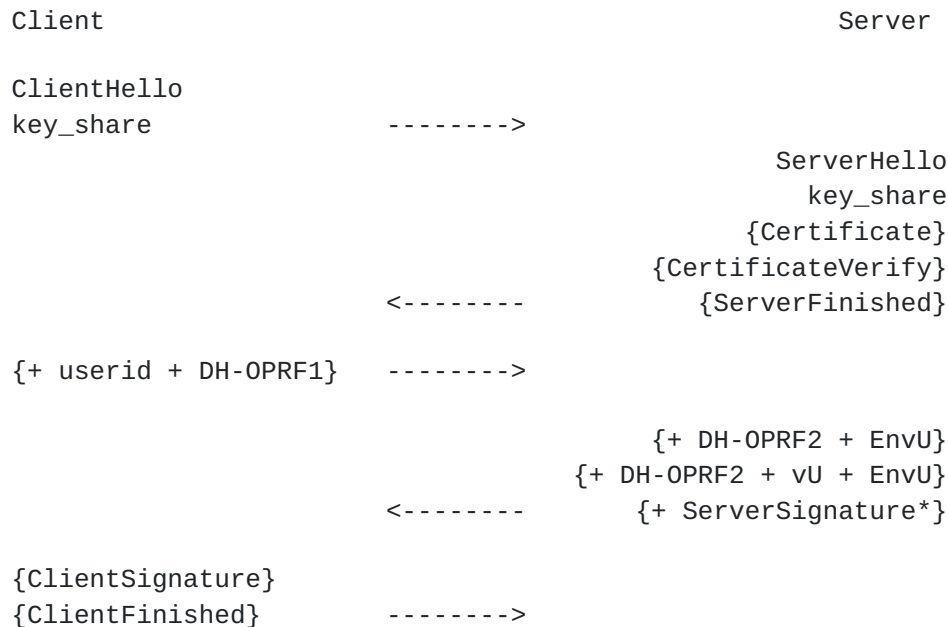 Client Server
ClientHello
key_share -------->
ServerHello
key_share
{Certificate}
{CertificateVerify}
<-------- {ServerFinished}
{+ userid + DH-OPRF1} -------->
{+ DH-OPRF2 + EnvU}
{+ DH-OPRF2 + vU + EnvU}
<-------- {+ ServerSignature*}
{ClientSignature}
{ClientFinished} -------->